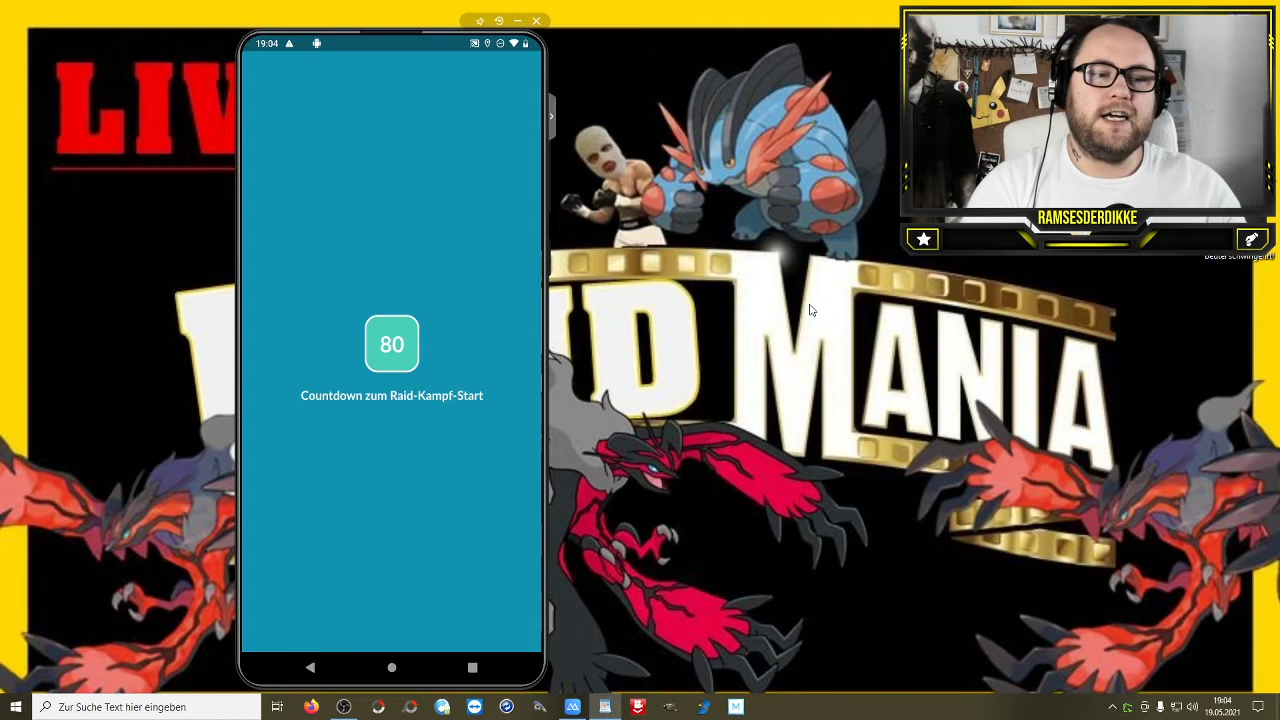 19:04
LIV
RAMSESDERDIKKE
MANIA
80
Countdown zum Raid-Kampf-Start
Zur Suche Text hier eingeben
M
19:04
19.05.2021